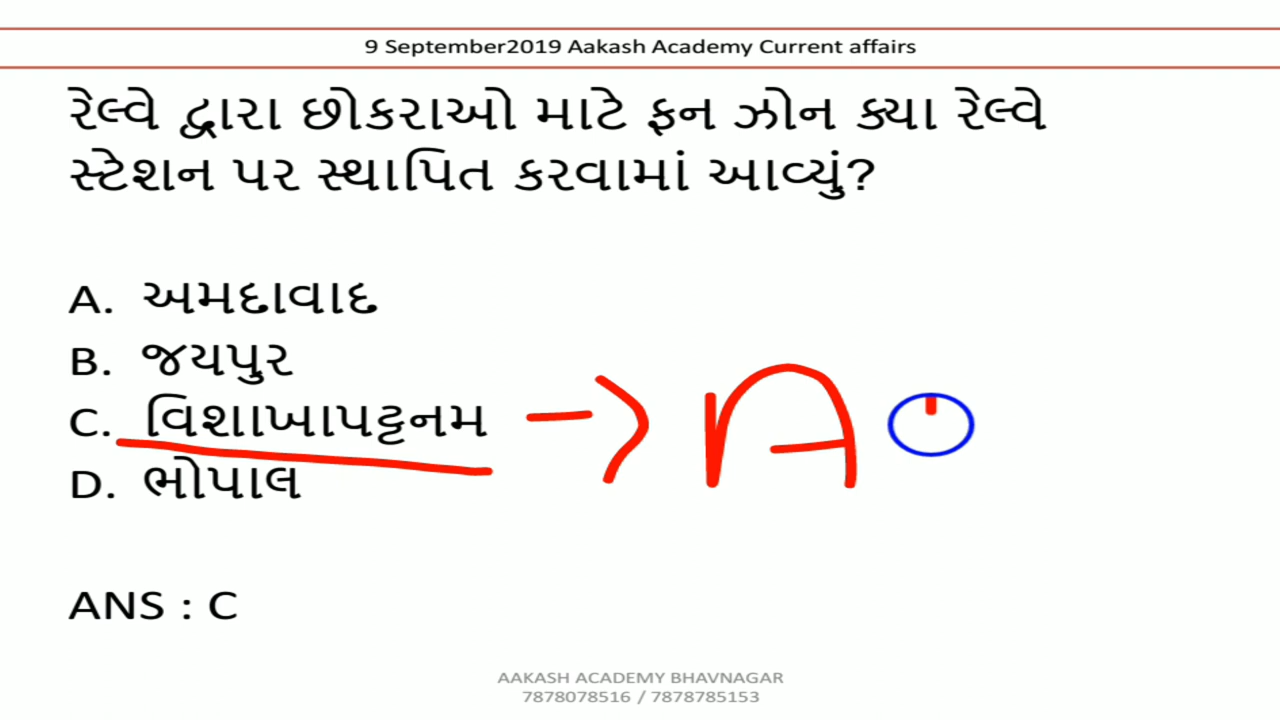 9 September2019 Aakash Academy Current affairs
રેલ્વે દ્વારા છોકરાઓ માટે ફન ઝોન ક્યા રેલ્વે
સ્ટેશન પર સ્થાપિત કરવામાં આવ્યું?
A. અમદાવાદ
B. જયપુર
C. વિશાખાપટ્ટનમ
D. ભોપાલ
A
ANS : C
AAKASH ACADEMY BHAVNAGAR
7878078516 / 7878785153